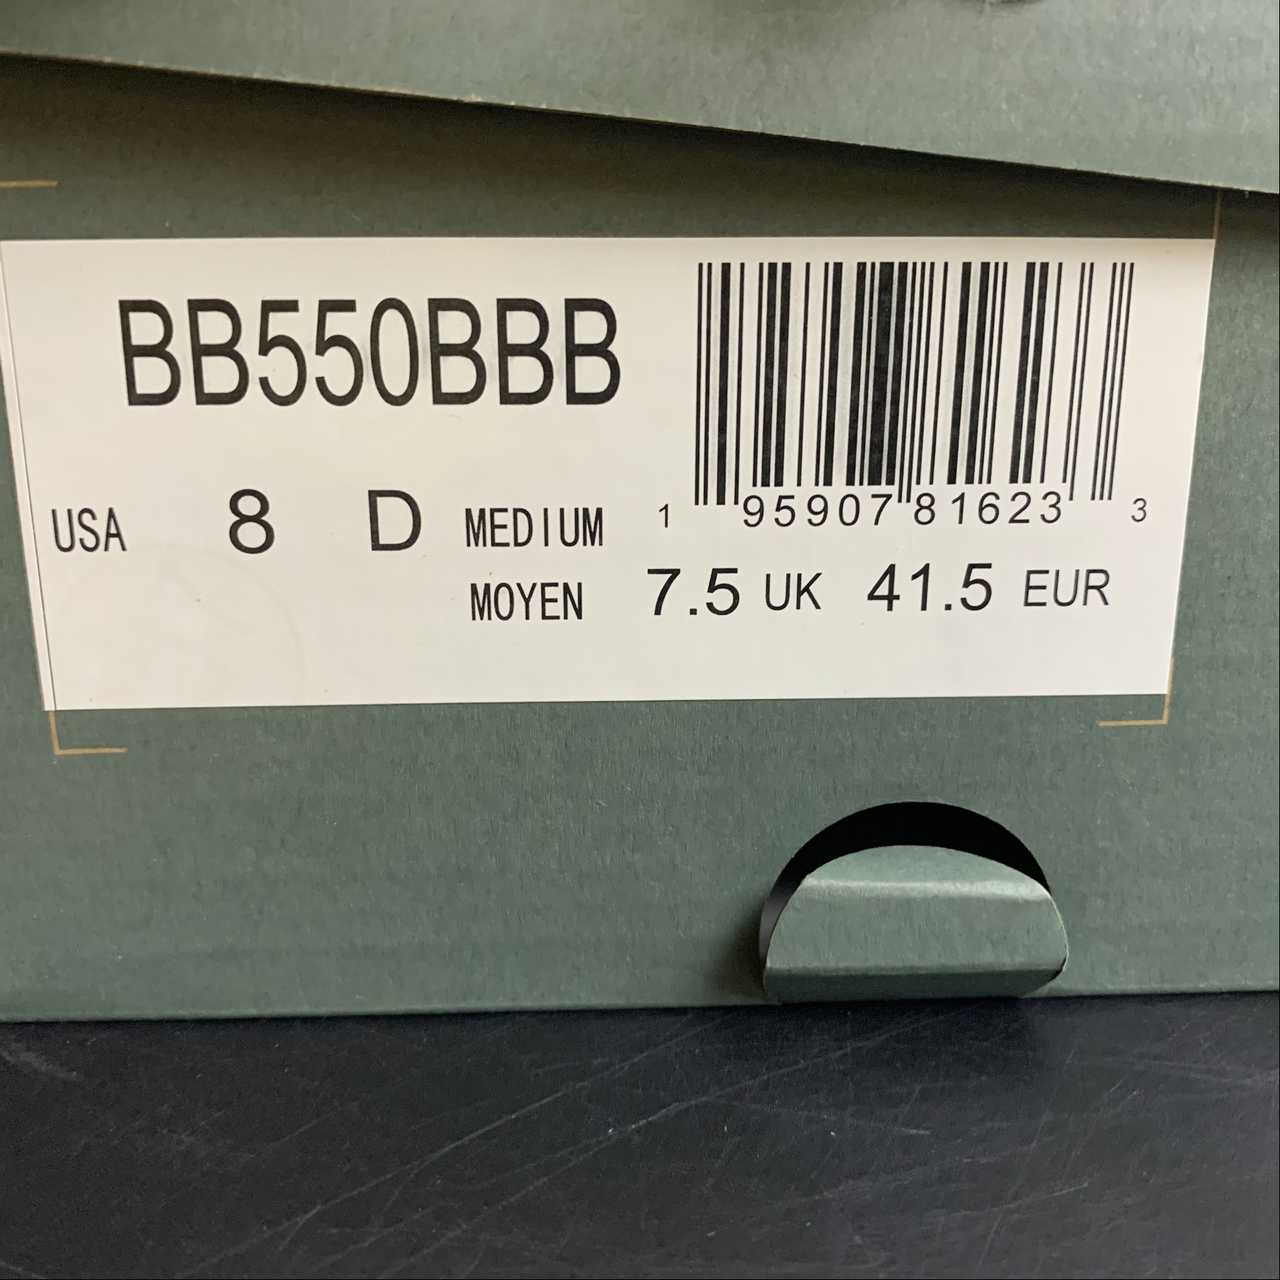 BB550BBB
USA 8 D MEDIUM
MOYEN
1 95907 81623 3
7.5 UK 41.5 EUR